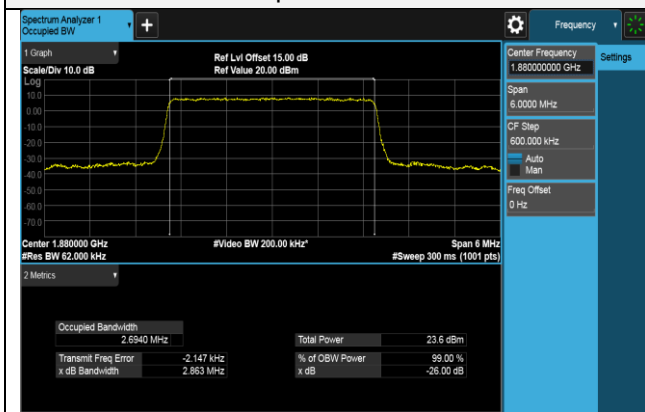 Spectrum Analyzer 1
Occupied BW
+
Frequency
1 Graph
Scale/Div 10.0 dB
Ref Lvl Offset 15.00 dB
Ref Value 20.00 dBm
Log
10.0
0.00
-10.0
-20.0
-30.0
-40.0
-50.0
-60.0
-70.0
Center 1.880000 GHz
#Res BW 62.000 kHz
#Video BW 200.00 kHz*
Span 6 MHz
#Sweep 300 ms (1001 pts)
2 Metrics
Occupied Bandwidth
2.6940 MHz
Transmit Freq Error -2.147 kHz
x dB Bandwidth 2.863 MHz
Total Power 23.6 dBm
% of OBW Power 99.00 %
x dB -26.00 dB
Center Frequency
1.880000000 GHz
Span
6.0000 MHz
CF Step
600.000 kHz
Auto
Man
Freq Offset
0 Hz
Settings